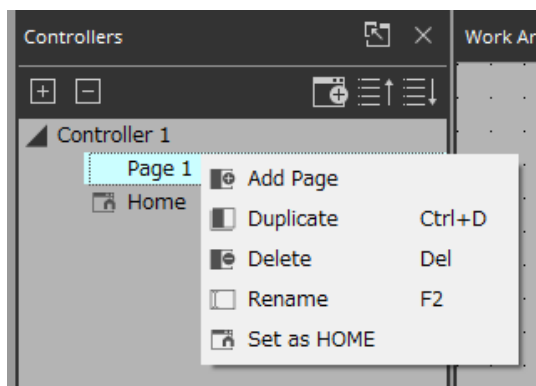 Controllers
Work Ar
Controller 1
Page 1
Home
Add Page
Duplicate Ctrl+D
Delete Del
Rename F2
Set as HOME